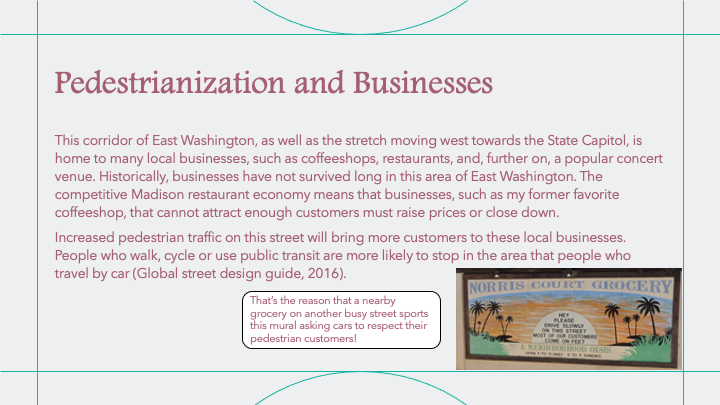 Pedestrianization and Businesses
This corridor of East Washington, as well as the stretch moving west towards the State Capitol, is
home to many local businesses, such as coffeeshops, restaurants, and, further on, a popular concert
venue. Historically, businesses have not survived long in this area of East Washington. The
competitive Madison restaurant economy means that businesses, such as my former favorite
coffeeshop, that cannot attract enough customers must raise prices or close down.
Increased pedestrian traffic on this street will bring more customers to these local businesses.
People who walk, cycle or use public transit are more likely to stop in the area that people who
travel by car (Global street design guide, 2016).
That's the reason that a nearby
grocery on another busy street sports
this mural asking cars to respect their
pedestrian customers!
NORRIS COURT GROCERY
HEY
PLEASE
DRIVE SLOWLY
ON THIS STREET
MOST OF OUR CUSTOMERS
COME ON FEET
A NEIGHBORHOOD OASIS